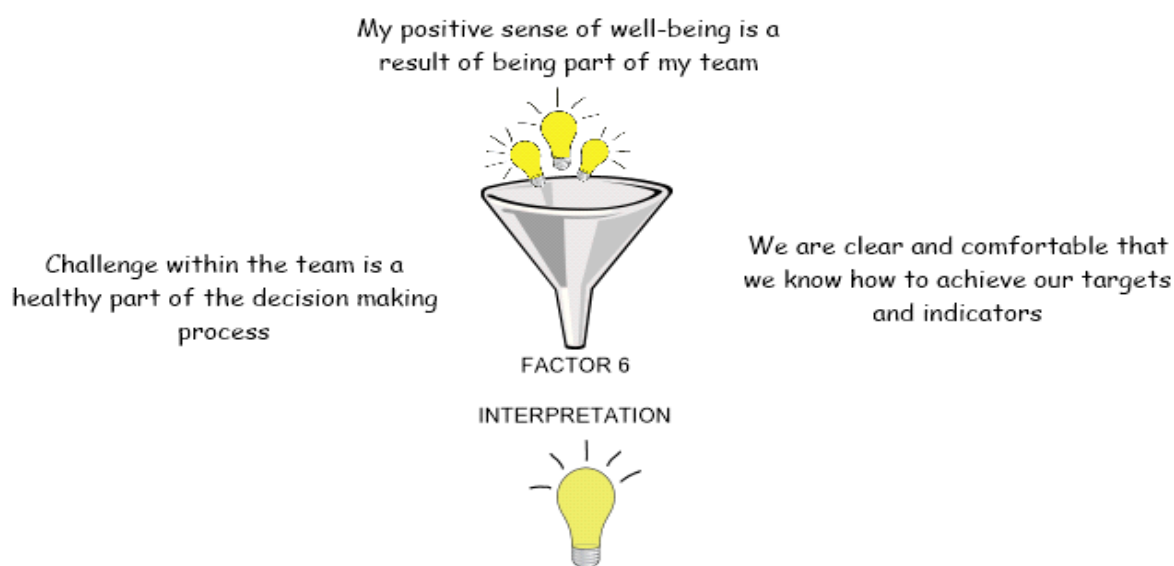 My positive sense of well-being is a
result of being part of my team
Challenge within the team is a
healthy part of the decision making
process
We are clear and comfortable that
we know how to achieve our targets
and indicators
FACTOR 6
INTERPRETATION